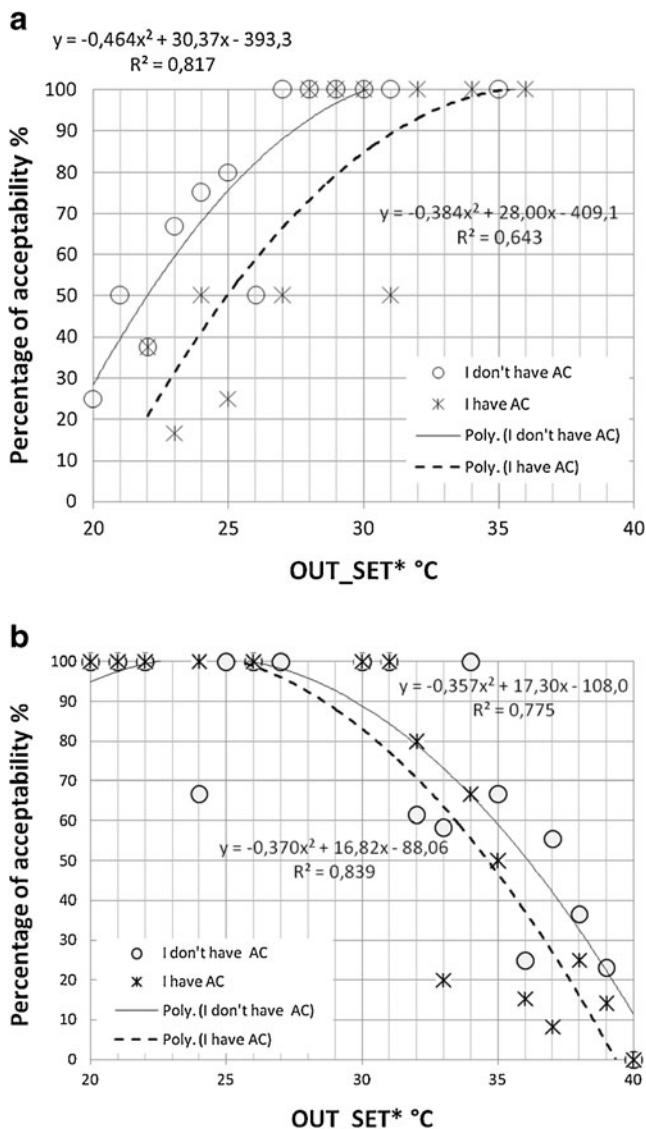 a
y = -0,464x² + 30,37x - 393,3
R² = 0,817
100
90
80
70
60
50
40
30
20
10
0
Percentage of acceptability %
y = -0,384x² + 28,00x - 409,1
R² = 0,643
I don't have AC
I have AC
Poly. (I don't have AC)
Poly. (I have AC)
20 25 30 35 40
OUT_SET* °C
b
100
90
80
70
60
50
40
30
20
10
0
Percentage of acceptability %
y = -0,357x² + 17,30x - 108,0
R² = 0,775
y = -0,370x² + 16,82x - 88,06
R² = 0,839
I don't have AC
I have AC
Poly. (I don't have AC)
Poly. (I have AC)
20 25 30 35 40
OUT_SET* °C